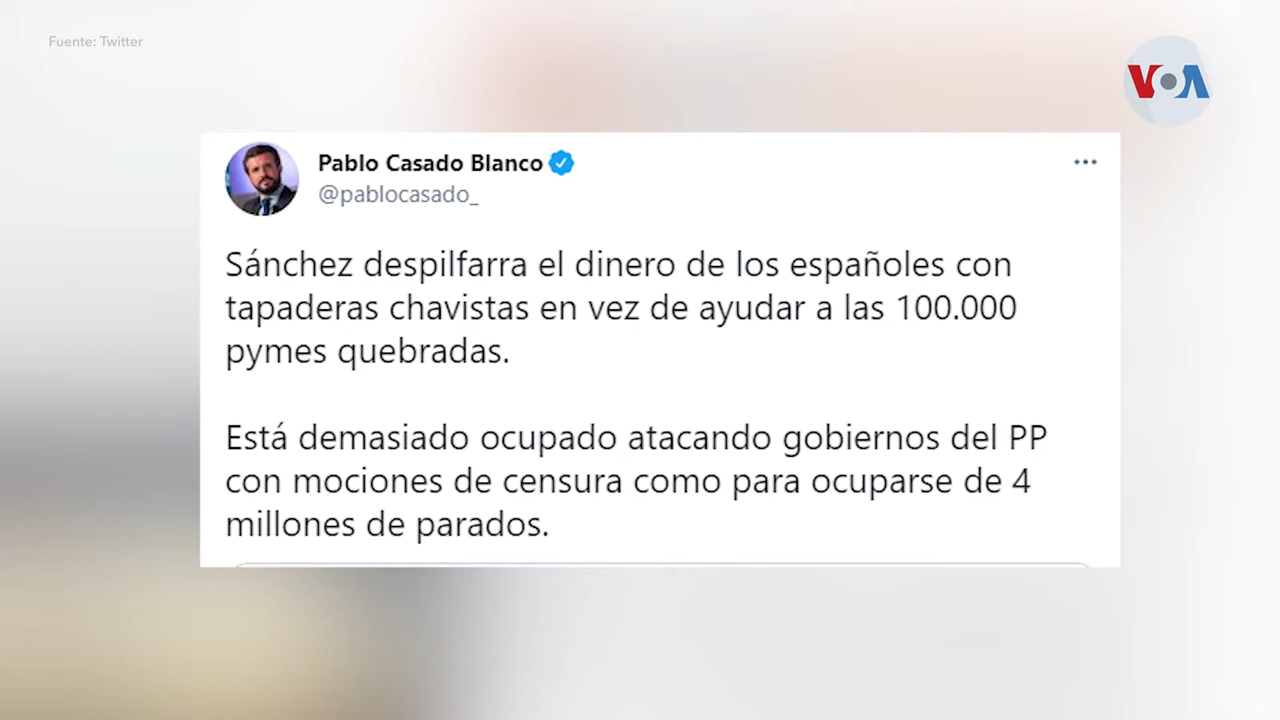 Fuente: Twitter
VOA
Pablo Casado Blanco
@pablocasado_
Sánchez despilfarra el dinero de los españoles con
tapaderas chavistas en vez de ayudar a las 100.000
pymes quebradas.
Está demasiado ocupado atacando gobiernos del PP
con mociones de censura como para ocuparse de 4
millones de parados.